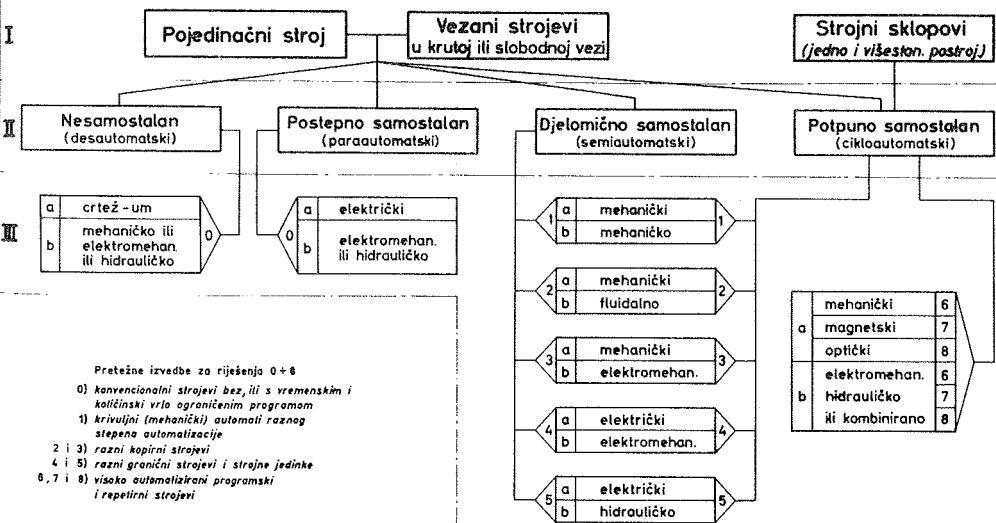 I
Pojedinačni stroj
Vezani strojevi
u krutoj ili slobodnoj vezi
Strojni sklopovi
(jedno i višestan. postroj.)
II
Nesamostalan
(desautomatski)
Postepno samostalan
(paraautomatski)
Djelomično samostalan
(semiautomatski)
Potpuno samostalan
(cikloautomatski)
III
a crtež-um
b mehaničko ili
elektromehan.
ili hidrauličko
0
0
a električki
b elektromehan.
ili hidrauličko
1 a mehanički 1
b mehaničko
2 a mehanički 2
b fluidalno
3 a mehanički 3
b elektromehan.
4 a električki 4
b elektromehan.
5 a električki 5
b hidrauličko
a mehanički 6
magnetski 7
optički 8
b elektromehan. 6
hidrauličko 7
ili kombinirano 8
Pretežne izvedbe za riješenja 0÷8
0) konvencionalni strojevi bez, ili s vremenskim i
količinski vrlo ograničenim programom
1) krivuljni (mehanički) automati raznog
stepena automatizacije
2 i 3) razni kopirni strojevi
4 i 5) razni granični strojevi i strojne jedinke
6, 7 i 8) visoko automatizirani programski
i repetirni strojevi